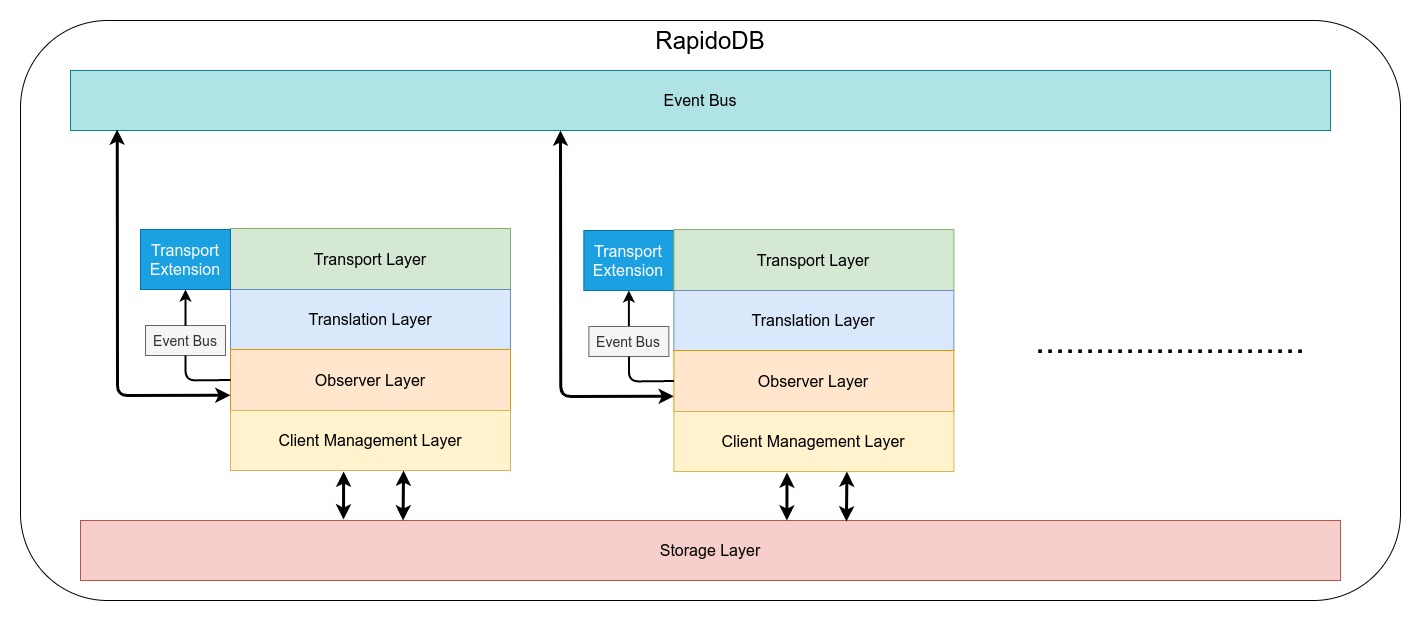 RapidoDB
Event Bus
Transport
Extension
Transport Layer
Translation Layer
Event Bus
Observer Layer
Client Management Layer
Transport
Extension
Transport Layer
Translation Layer
Event Bus
Observer Layer
Client Management Layer
Storage Layer